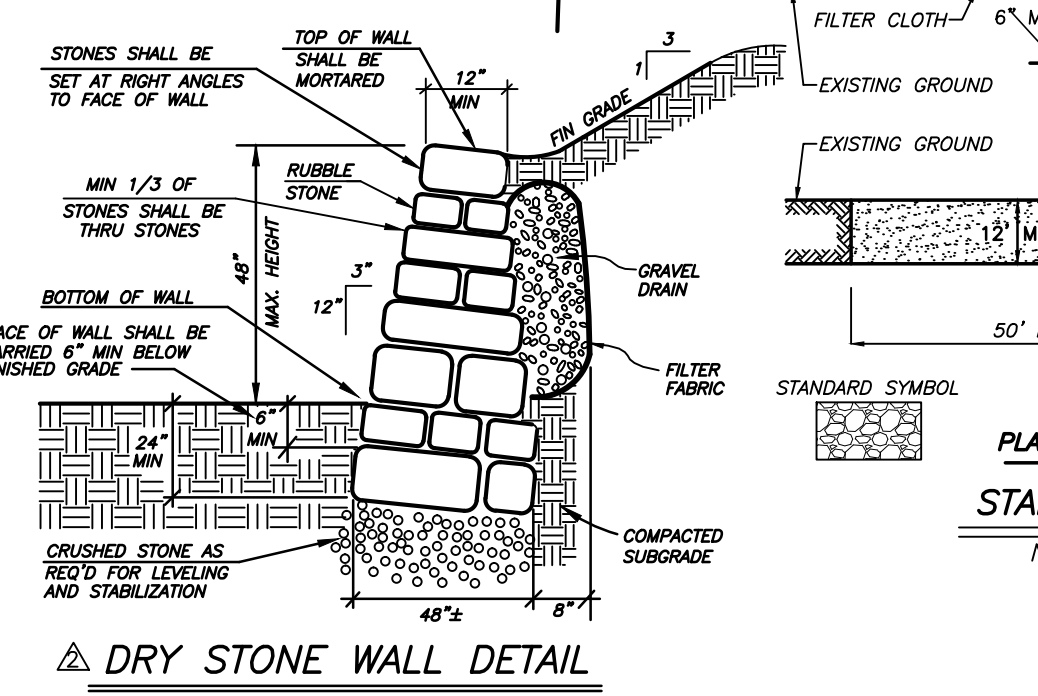 STONES SHALL BE
SET AT RIGHT ANGLES
TO FACE OF WALL
TOP OF WALL
SHALL BE
MORTARED
12"
MIN
3
1
FIN GRADE
RUBBLE
STONE
MIN 1/3 OF
STONES SHALL BE
THRU STONES
48"
MAX. HEIGHT
3"
12"
GRAVEL
DRAIN
BOTTOM OF WALL
OF WALL SHALL BE
6" MIN BELOW
GRADE
FILTER
FABRIC
6"
MIN
24"
MIN
COMPACTED
SUBGRADE
CRUSHED STONE AS
REQ'D FOR LEVELING
AND STABILIZATION
48"±
8"
2 DRY STONE WALL DETAIL
FILTER CLOTH
6"
EXISTING GROUND
EXISTING GROUND
12'
50'
STANDARD SYMBOL